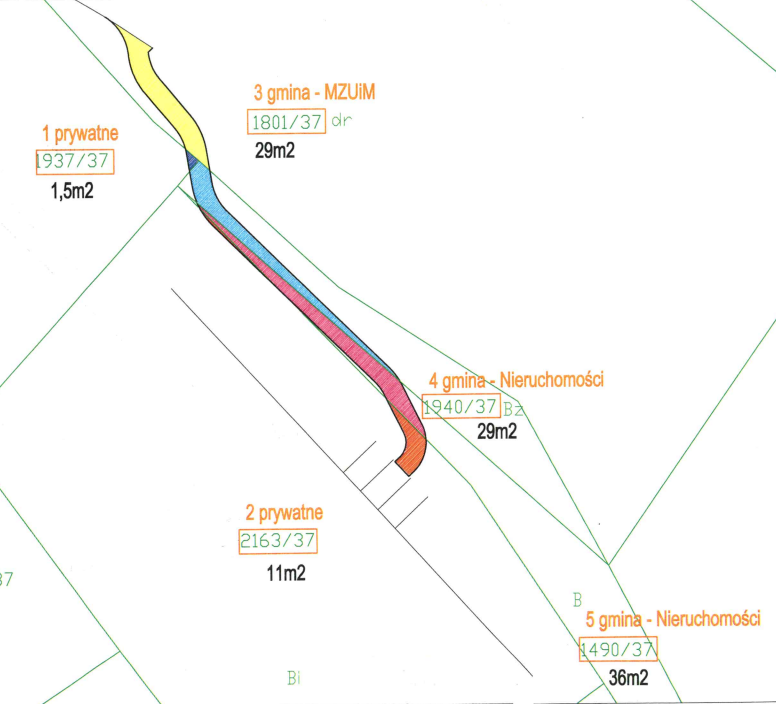 3 gmina - MZUiM
1801/37 dr
29m2
1 prywatne
1937/37
1,5m2
4 gmina - Nieruchomości
1940/37 Bz
29m2
2 prywatne
2163/37
11m2
37
B
5 gmina - Nieruchomości
1490/37
36m2
Bi